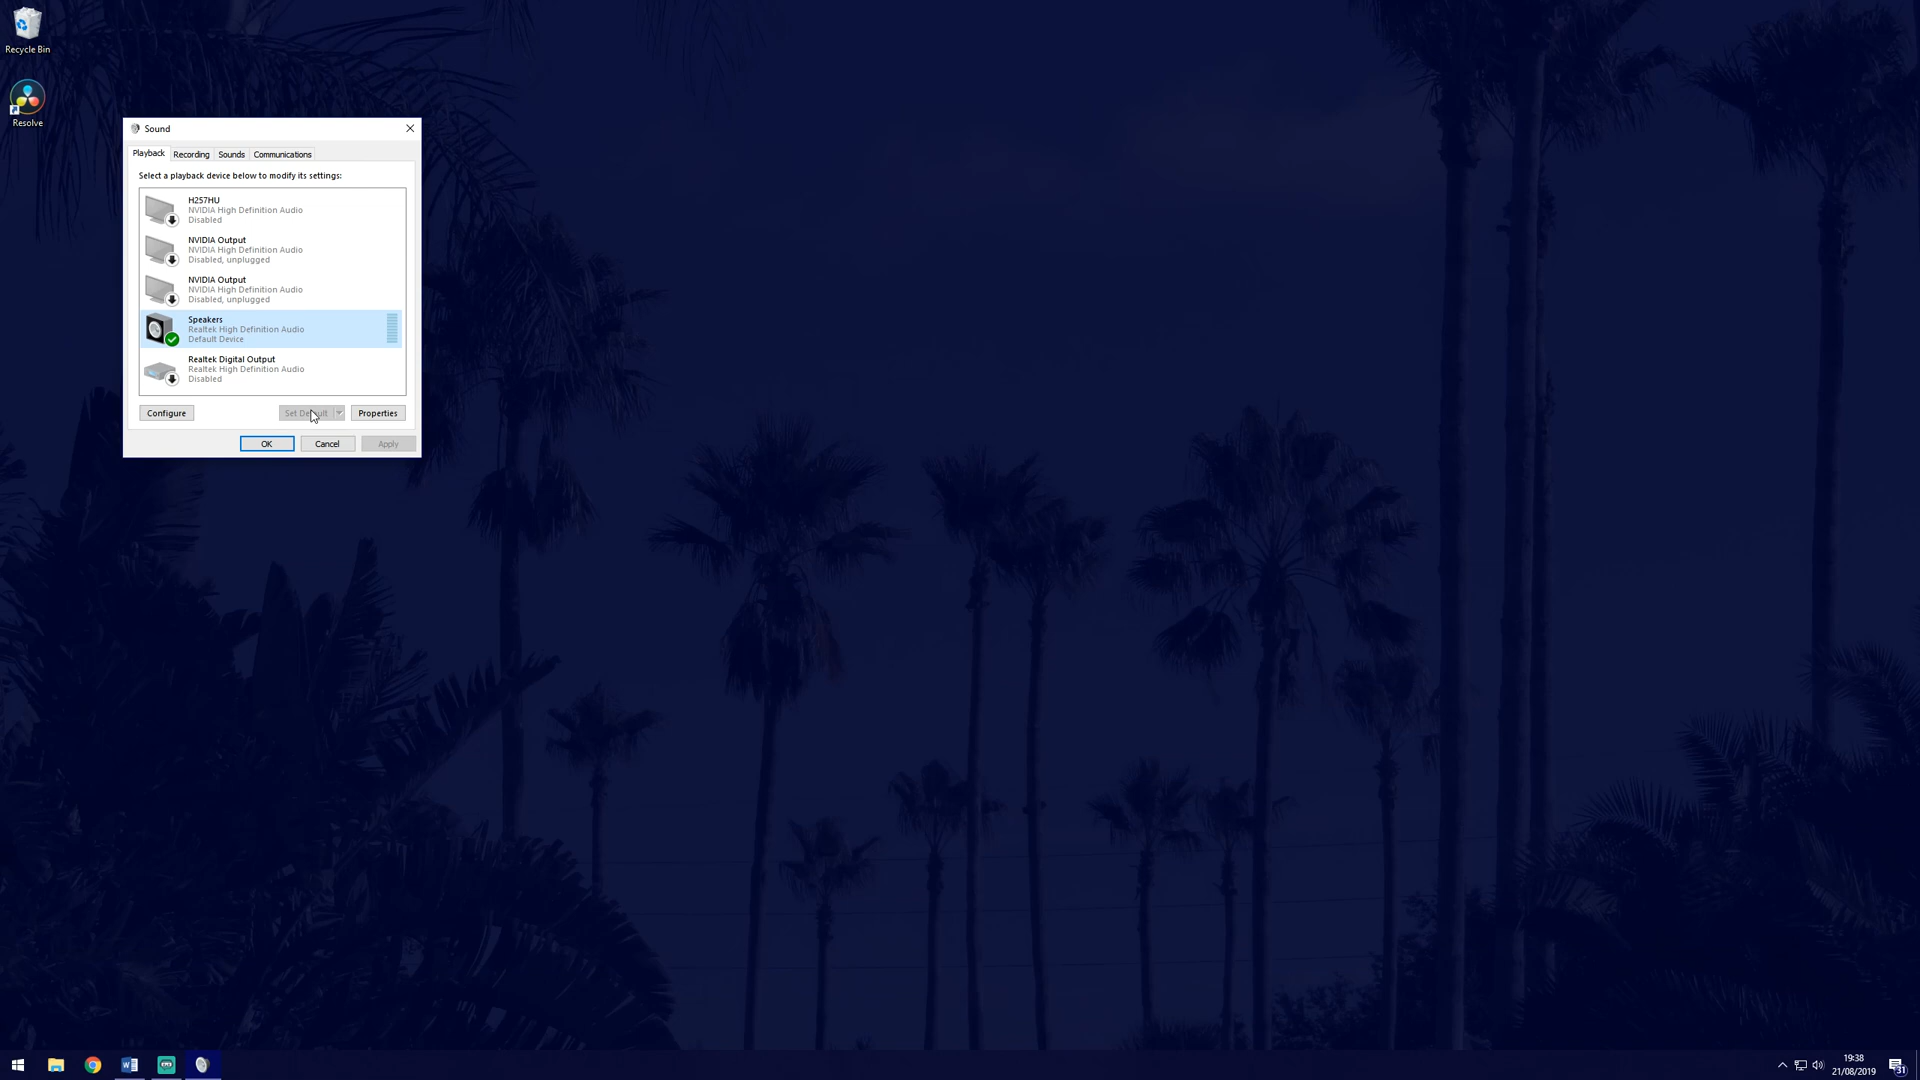 Recycle Bin
Resolve
Sound
Playback
Recording
Sounds
Communications
Select a playback device below to modify its settings:
H257HU
NVIDIA High Definition Audio
Disabled
NVIDIA Output
NVIDIA High Definition Audio
Disabled, unplugged
NVIDIA Output
NVIDIA High Definition Audio
Disabled, unplugged
Speakers
Realtek High Definition Audio
Default Device
Realtek Digital Output
Realtek High Definition Audio
Disabled
Configure
Set Default
Properties
OK
Cancel
Apply
19:38
21/08/2019
31